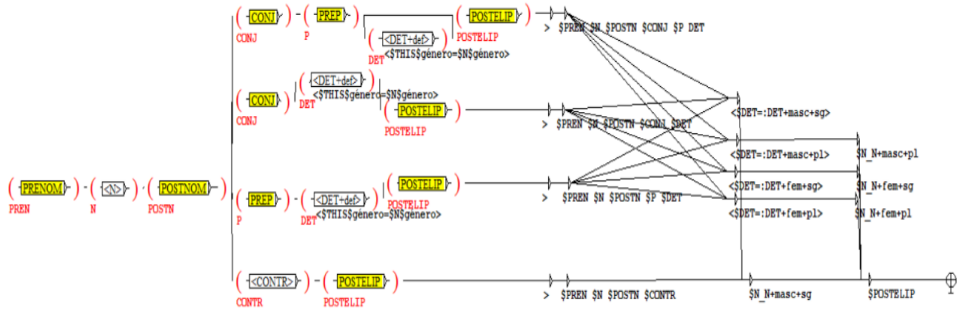 CONJ PREP POSTELIP
CONJ P POSTELIP > $PREN $N $POSTN $CONJ $P DET
<DET+def>
DET <$THIS$género=$N$género>
<DET+def>
CONJ DET <$THIS$género=$N$género>
CONJ POSTELIP
POSTELIP > $PREN $N $POSTN $CONJ $DET
<$DET=:DET+masc+sg>
<$DET=:DET+masc+pl> $N_N+masc+pl
PRENOM <N> POSTNOM
PREN N POSTN
PREP <DET+def> POSTELIP
P DET <$THIS$género=$N$género> POSTELIP > $PREN $N $POSTN $P $DET
<$DET=:DET+fem+sg> $N_N+fem+sg
<$DET=:DET+fem+pl> $N_N+fem+pl
<CONTR> POSTELIP
CONTR POSTELIP > $PREN $N $POSTN $CONTR $N_N+masc+sg $POSTELIP